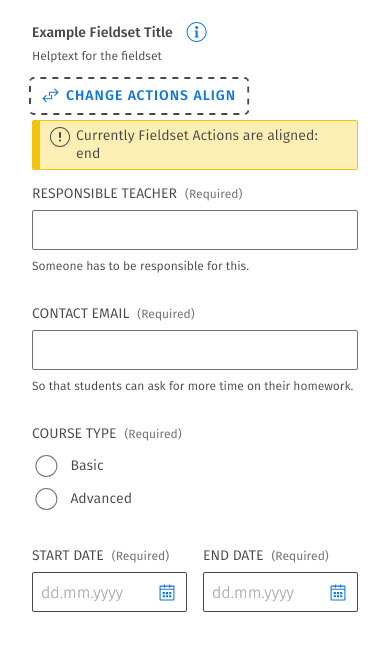 Example Fieldset Title
Helptext for the fieldset
CHANGE ACTIONS ALIGN
Currently Fieldset Actions are aligned:
end
RESPONSIBLE TEACHER (Required)
Someone has to be responsible for this.
CONTACT EMAIL (Required)
So that students can ask for more time on their homework.
COURSE TYPE (Required)
Basic
Advanced
START DATE (Required) END DATE (Required)
dd.mm.yyyy dd.mm.yyyy